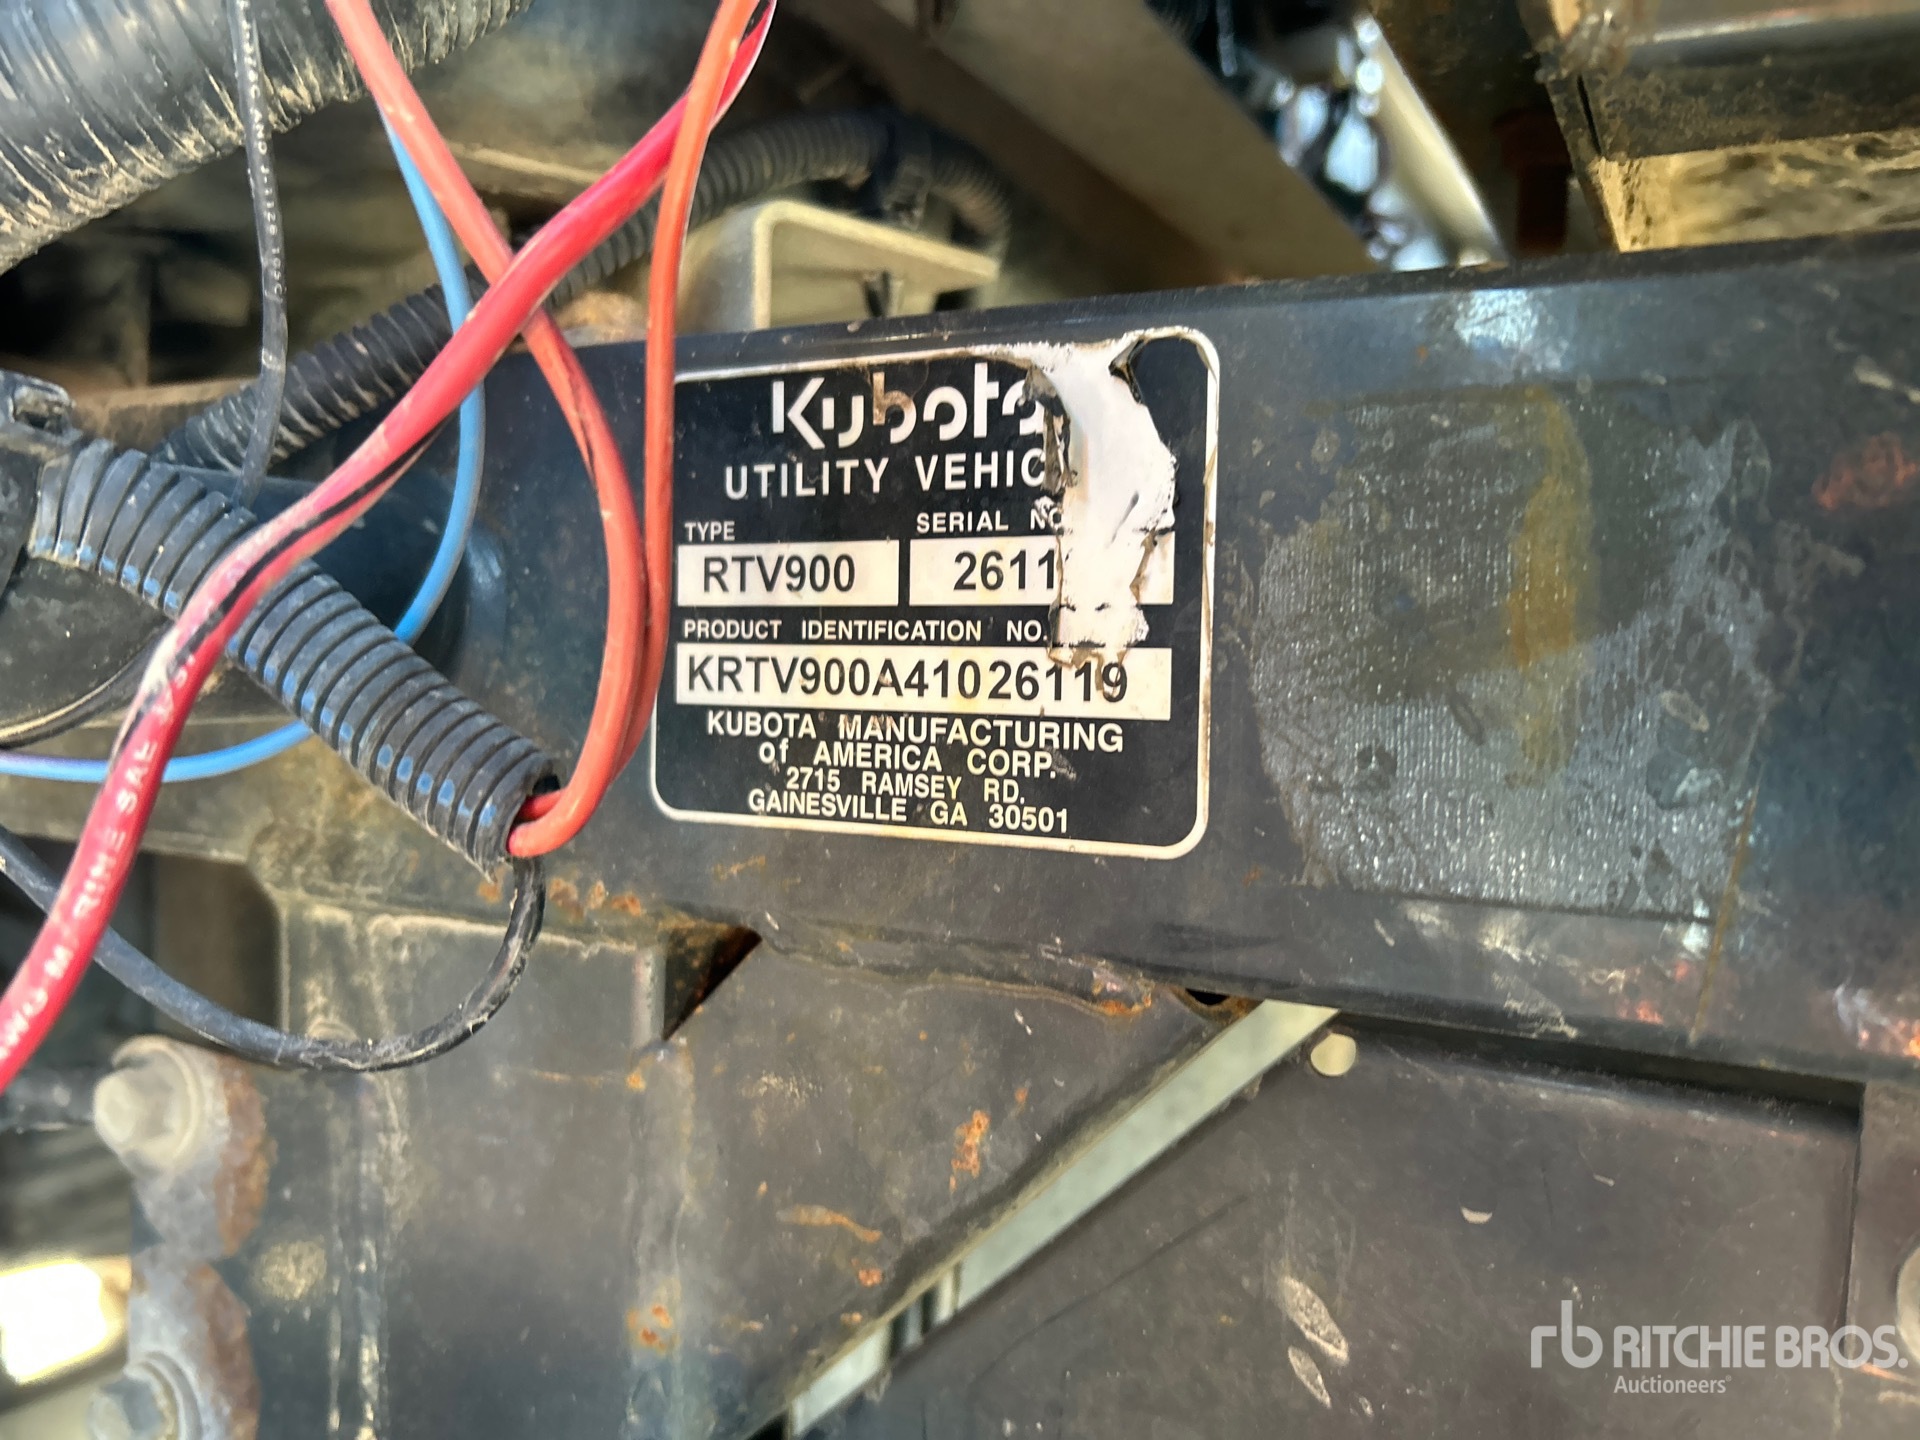 Kubota
UTILITY VEHIC
TYPE
SERIAL NO
RTV900
2611
PRODUCT IDENTIFICATION NO.
KRTV900A41026119
KUBOTA MANUFACTURING
of AMERICA CORP.
2715 RAMSEY RD.
GAINESVILLE GA 30501
rb RITCHIE BROS.
Auctioneers